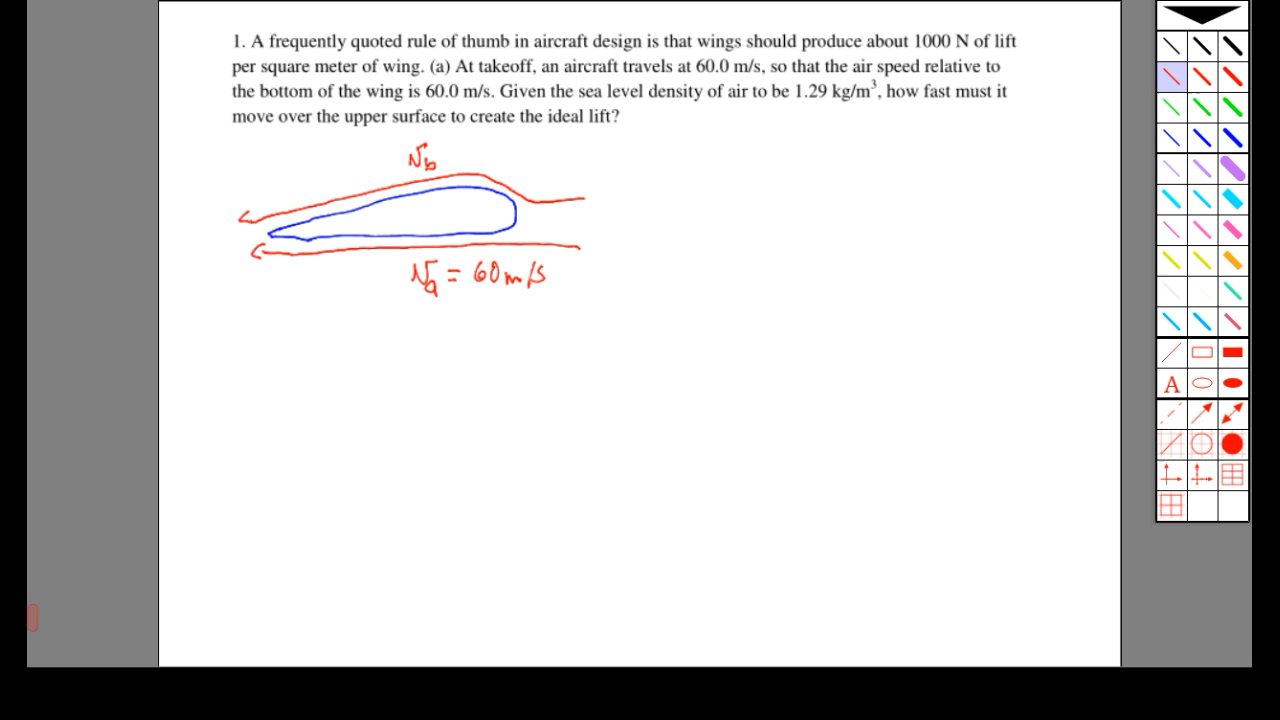 1. A frequently quoted rule of thumb in aircraft design is that wings should produce about 1000 N of lift
per square meter of wing. (a) At takeoff, an aircraft travels at 60.0 m/s, so that the air speed relative to
the bottom of the wing is 60.0 m/s. Given the sea level density of air to be 1.29 kg/m³, how fast must it
move over the upper surface to create the ideal lift?
v_b
v_a = 60 m/s
A